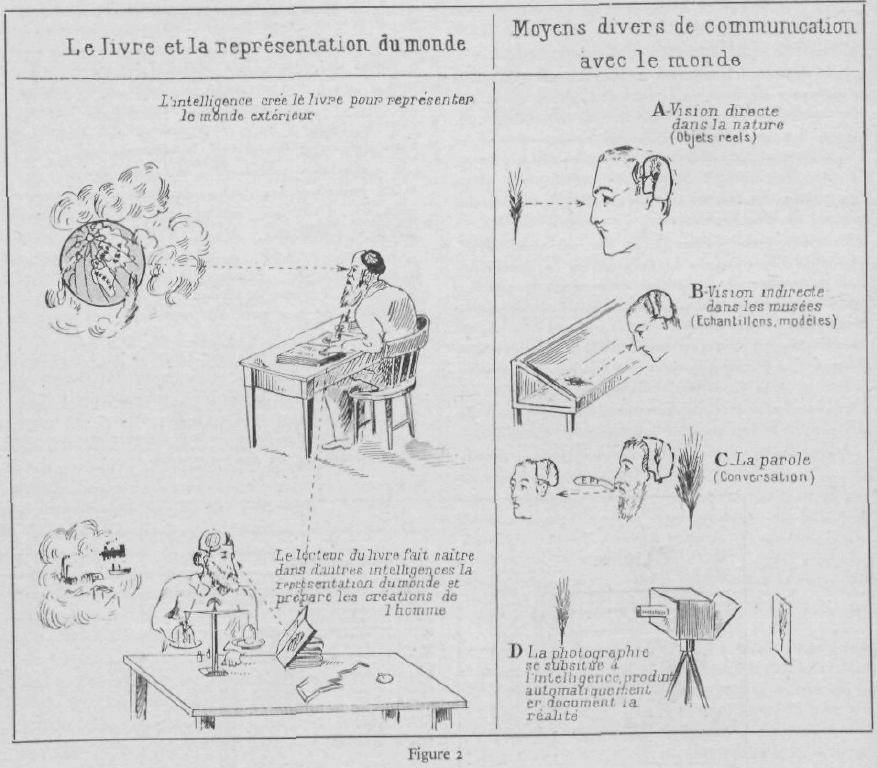 Le livre et la représentation du monde
L'intelligence crée le livre pour représenter
le monde extérieur
Le lecteur du livre fait naître
dans d'autres intelligences la
représentation du monde et
prépare les créations de
l'homme
Moyens divers de communication
avec le monde
A-Vision directe
dans la nature
(Objets réels)
B-Vision indirecte
dans les musées
(Echantillons, modèles)
EPI
C-La parole
(Conversation)
D La photographie
se subsitue à
l'intelligence, produit
automatiquement
en document la
réalité
Figure 2